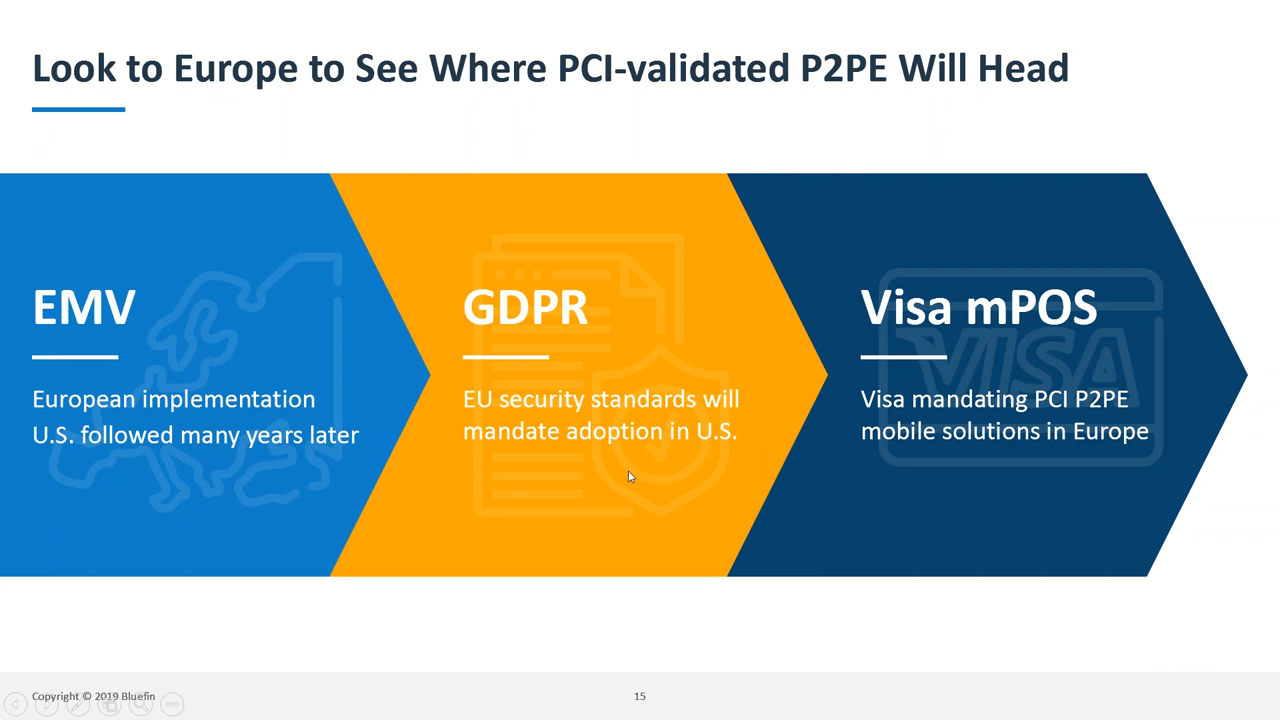 Look to Europe to See Where PCI-validated P2PE Will Head
EMV
European implementation
U.S. followed many years later
GDPR
EU security standards will
mandate adoption in U.S.
Visa mPOS
VISA
Visa mandating PCI P2PE
mobile solutions in Europe
Copyright © 2019 Bluefin
15